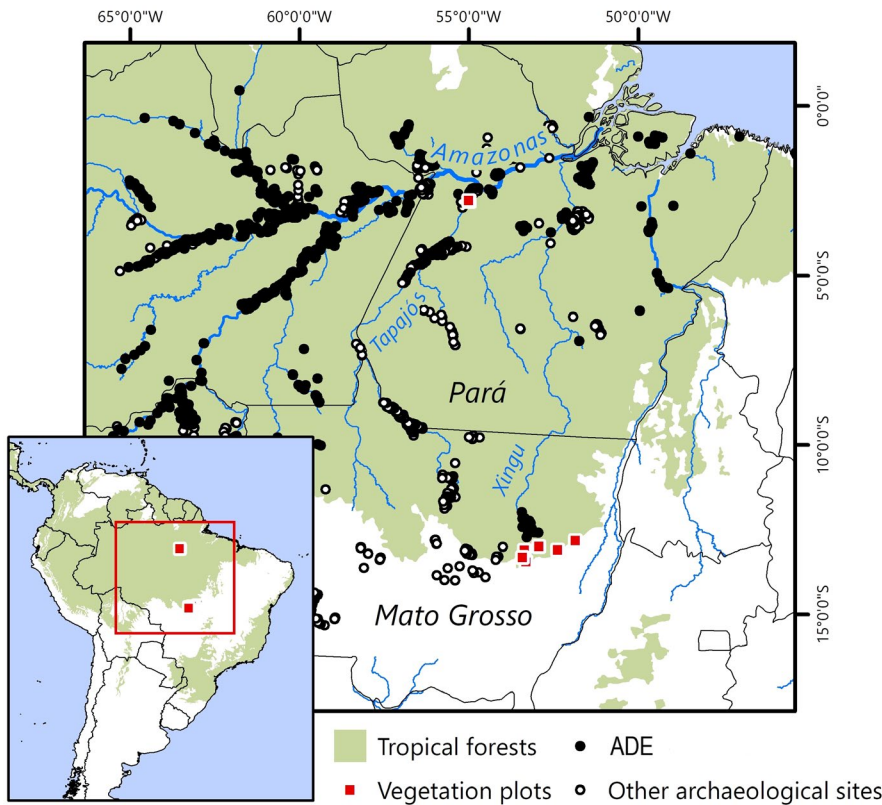 65°0'0"W 60°0'0"W 55°0'0"W 50°0'0"W
0°0'0"
Amazonas
5°0'0"S
Tapajós
Pará
10°0'0"S
Xingu
Mato Grosso
15°0'0"S
Tropical forests
ADE
Vegetation plots
Other archaeological sites